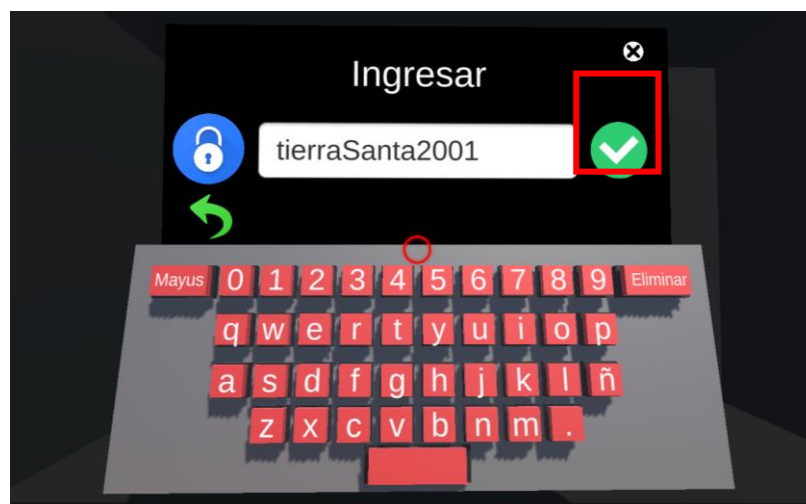 Ingresar
tierraSanta2001
Mayus 0 1 2 3 4 5 6 7 8 9 Eliminar
q w e r t y u i o p
a s d f g h j k l ñ
z x c v b n m .